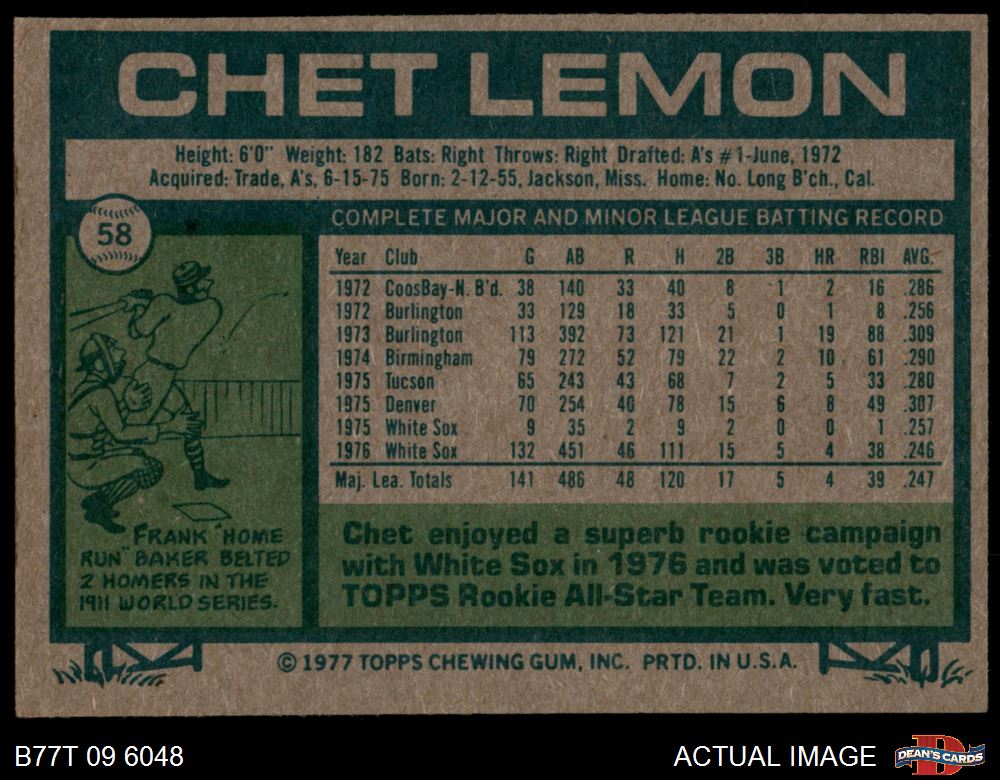 CHET LEMON
Height: 6'0" Weight: 182 Bats: Right Throws: Right Drafted: A's #1-June, 1972
Acquired: Trade, A's, 6-15-75 Born: 2-12-55, Jackson, Miss. Home: No. Long B'ch., Cal.
58
COMPLETE MAJOR AND MINOR LEAGUE BATTING RECORD
Year Club G AB R H 2B 3B HR RBI AVG.
1972 CoosBay-N. B'd. 38 140 33 40 8 1 2 16 .286
1972 Burlington 33 129 18 33 5 0 1 8 .256
1973 Burlington 113 392 73 121 21 1 19 88 .309
1974 Birmingham 79 272 52 79 22 2 10 61 .290
1975 Tucson 65 243 43 68 7 2 5 33 .280
1975 Denver 70 254 40 78 15 6 8 49 .307
1975 White Sox 9 35 2 9 2 0 0 1 .257
1976 White Sox 132 451 46 111 15 5 4 38 .246
Maj. Lea. Totals 141 486 48 120 17 5 4 39 .247
FRANK "HOME
RUN" BAKER BELTED
2 HOMERS IN THE
1911 WORLD SERIES.
Chet enjoyed a superb rookie campaign
with White Sox in 1976 and was voted to
TOPPS Rookie All-Star Team. Very fast.
© 1977 TOPPS CHEWING GUM, INC. PRTD. IN U.S.A.
B77T 09 6048
ACTUAL IMAGE
D
DEAN'S CARDS